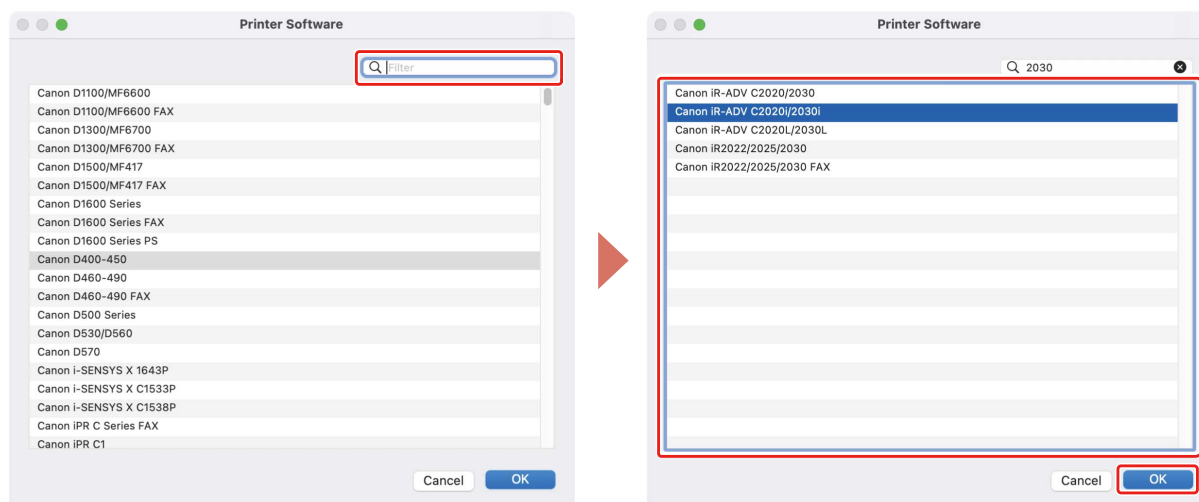 Printer Software
Filter
Canon D1100/MF6600
Canon D1100/MF6600 FAX
Canon D1300/MF6700
Canon D1300/MF6700 FAX
Canon D1500/MF417
Canon D1500/MF417 FAX
Canon D1600 Series
Canon D1600 Series FAX
Canon D1600 Series PS
Canon D400-450
Canon D460-490
Canon D460-490 FAX
Canon D500 Series
Canon D530/D560
Canon D570
Canon i-SENSYS X 1643P
Canon i-SENSYS X C1533P
Canon i-SENSYS X C1538P
Canon iPR C Series FAX
Canon iPR C1
Cancel
OK
Printer Software
2030
Canon iR-ADV C2020/2030
Canon iR-ADV C2020i/2030i
Canon iR-ADV C2020L/2030L
Canon iR2022/2025/2030
Canon iR2022/2025/2030 FAX
Cancel
OK